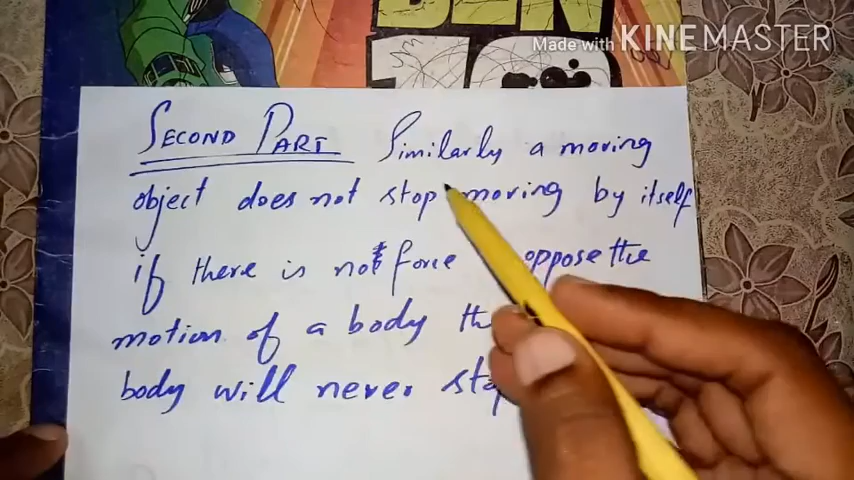 BEN
10
Made with KINEMASTER
SECOND PART Similarly a moving
object does not stop moving by itself
if there is not force oppose the
motion of a body
body will never